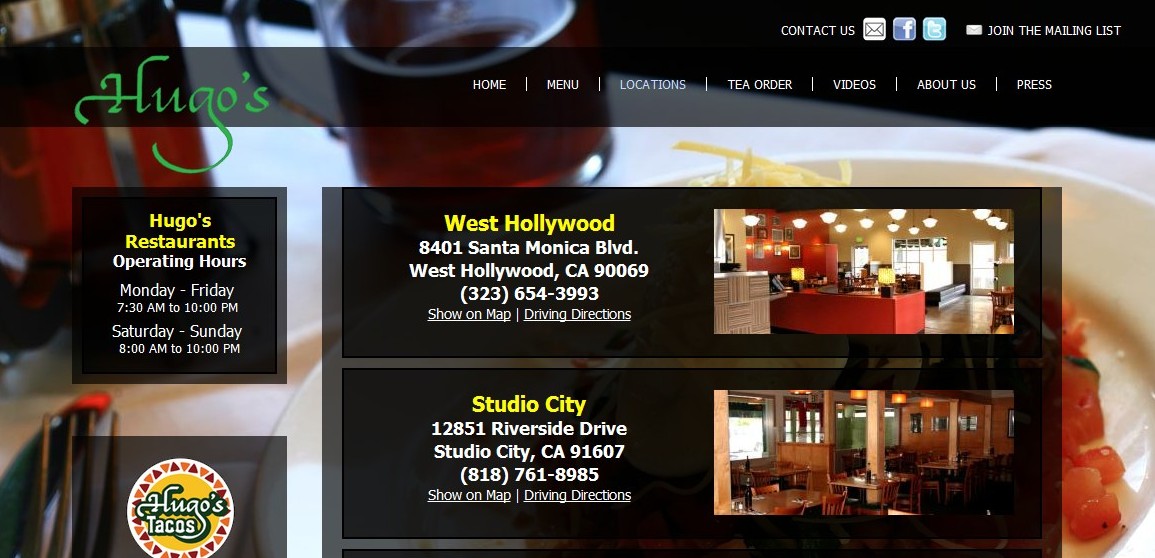 CONTACT US
JOIN THE MAILING LIST
Hugo's
HOME | MENU | LOCATIONS | TEA ORDER | VIDEOS | ABOUT US | PRESS
Hugo's
Restaurants
Operating Hours
Monday - Friday
7:30 AM to 10:00 PM
Saturday - Sunday
8:00 AM to 10:00 PM
Hugo's
TACOS
West Hollywood
8401 Santa Monica Blvd.
West Hollywood, CA 90069
(323) 654-3993
Show on Map | Driving Directions
Studio City
12851 Riverside Drive
Studio City, CA 91607
(818) 761-8985
Show on Map | Driving Directions